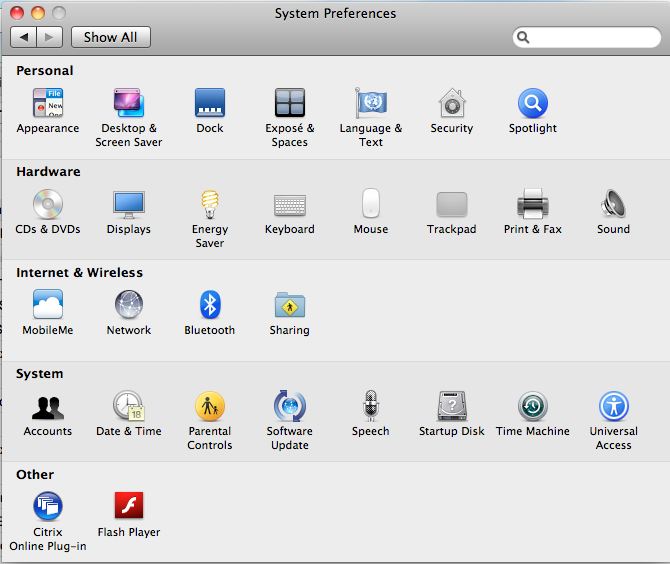 System Preferences
Show All
Personal
Appearance
Desktop &
Screen Saver
Dock
Exposé &
Spaces
Language &
Text
Security
Spotlight
Hardware
CDs & DVDs
Displays
Energy
Saver
Keyboard
Mouse
Trackpad
Print & Fax
Sound
Internet & Wireless
MobileMe
Network
Bluetooth
Sharing
System
Accounts
Date & Time
Parental
Controls
Software
Update
Speech
Startup Disk
Time Machine
Universal
Access
Other
Citrix
Online Plug-in
Flash Player